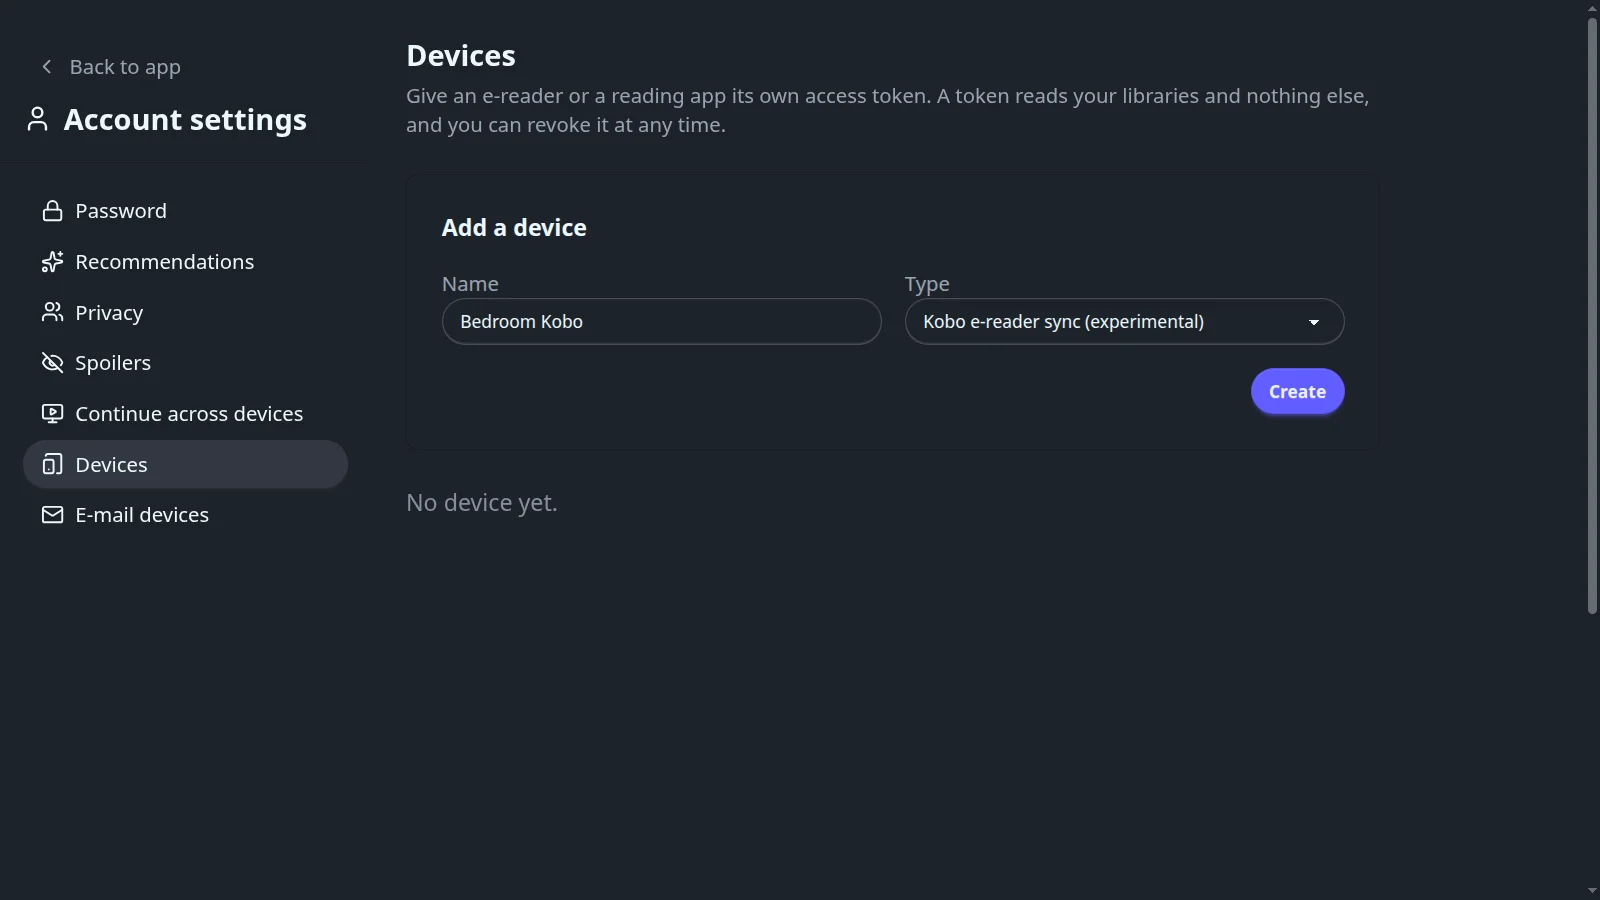 Back to app
Account settings
Password
Recommendations
Privacy
Spoilers
Continue across devices
Devices
E-mail devices
Devices
Give an e-reader or a reading app its own access token. A token reads your libraries and nothing else,
and you can revoke it at any time.
Add a device
Name
Type
Bedroom Kobo
Kobo e-reader sync (experimental)
Create
No device yet.